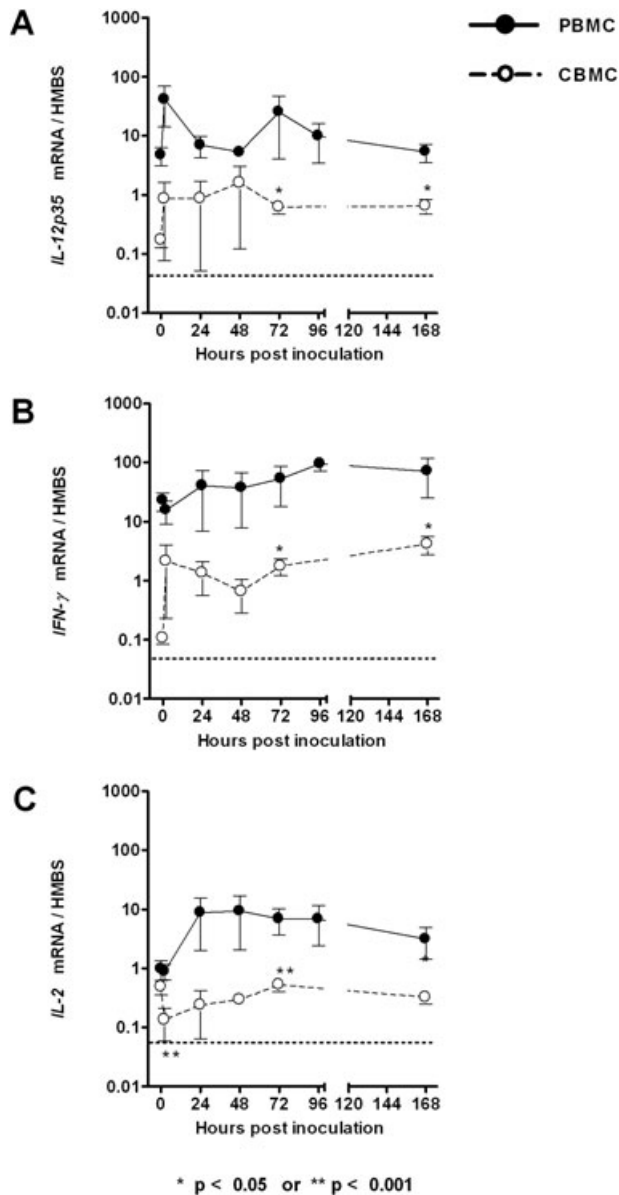 A
PBMC
CBMC
1000
100
10
1
0.1
0.01
IL-12p35 mRNA / HMBS
*
*
0 24 48 72 96 120 144 168
Hours post inoculation
B
1000
100
10
1
0.1
0.01
IFN-γ mRNA / HMBS
*
*
0 24 48 72 96 120 144 168
Hours post inoculation
C
1000
100
10
1
0.1
0.01
IL-2 mRNA / HMBS
**
**
*
0 24 48 72 96 120 144 168
Hours post inoculation
* p < 0.05 or ** p < 0.001